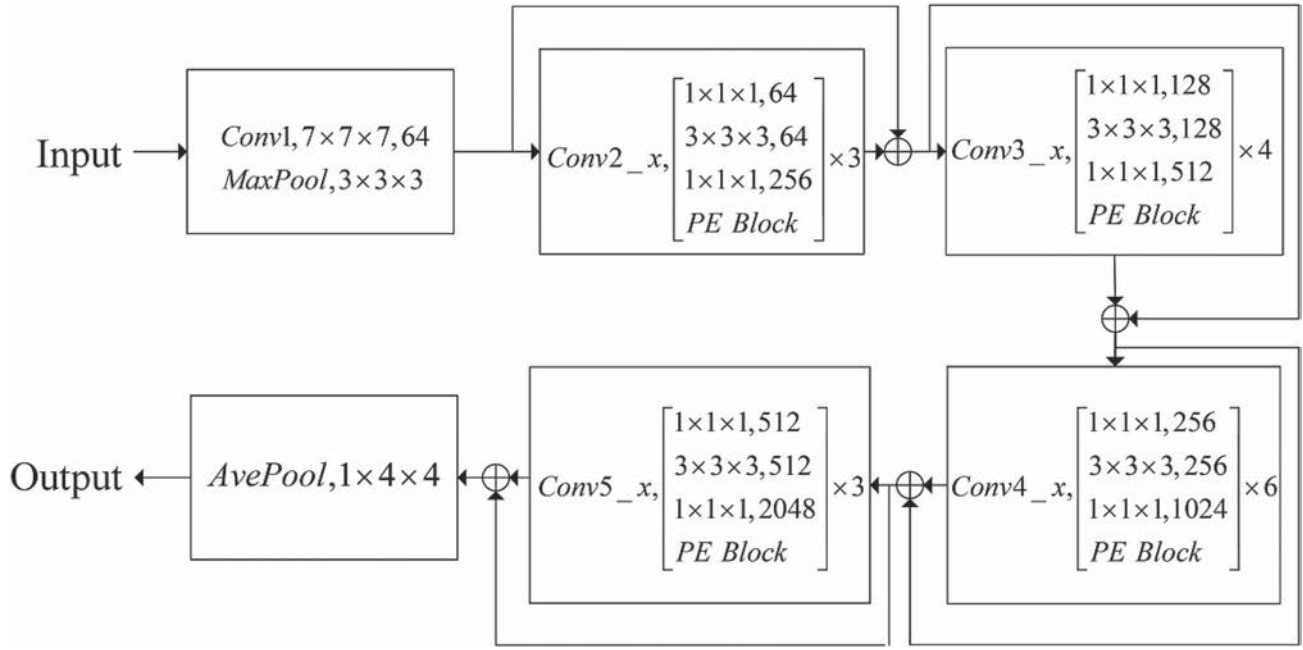 Input
Conv1, 7×7×7, 64
MaxPool, 3×3×3
Conv2_x,
1×1×1, 64
3×3×3, 64
1×1×1, 256
PE Block
×3
Conv3_x,
1×1×1, 128
3×3×3, 128
1×1×1, 512
PE Block
×4
Conv4_x,
1×1×1, 256
3×3×3, 256
1×1×1, 1024
PE Block
×6
Conv5_x,
1×1×1, 512
3×3×3, 512
1×1×1, 2048
PE Block
×3
AvePool, 1×4×4
Output